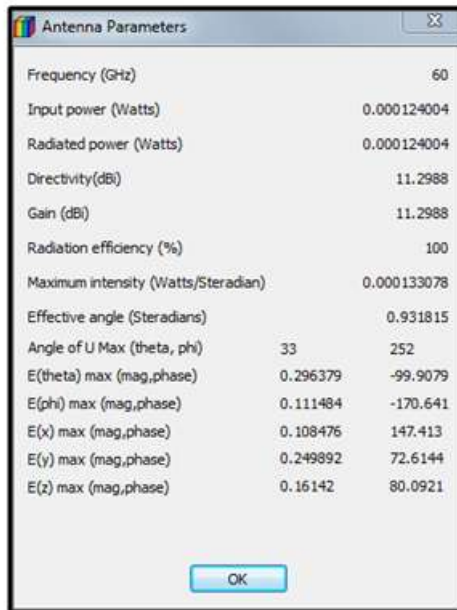 Antenna Parameters
Frequency (GHz) 60
Input power (Watts) 0.000124004
Radiated power (Watts) 0.000124004
Directivity(dBi) 11.2988
Gain (dBi) 11.2988
Radiation efficiency (%) 100
Maximum intensity (Watts/Steradian) 0.000133078
Effective angle (Steradians) 0.931815
Angle of U Max (theta, phi) 33 252
E(theta) max (mag,phase) 0.296379 -99.9079
E(phi) max (mag,phase) 0.111484 -170.641
E(x) max (mag,phase) 0.108476 147.413
E(y) max (mag,phase) 0.249892 72.6144
E(z) max (mag,phase) 0.16142 80.0921
OK